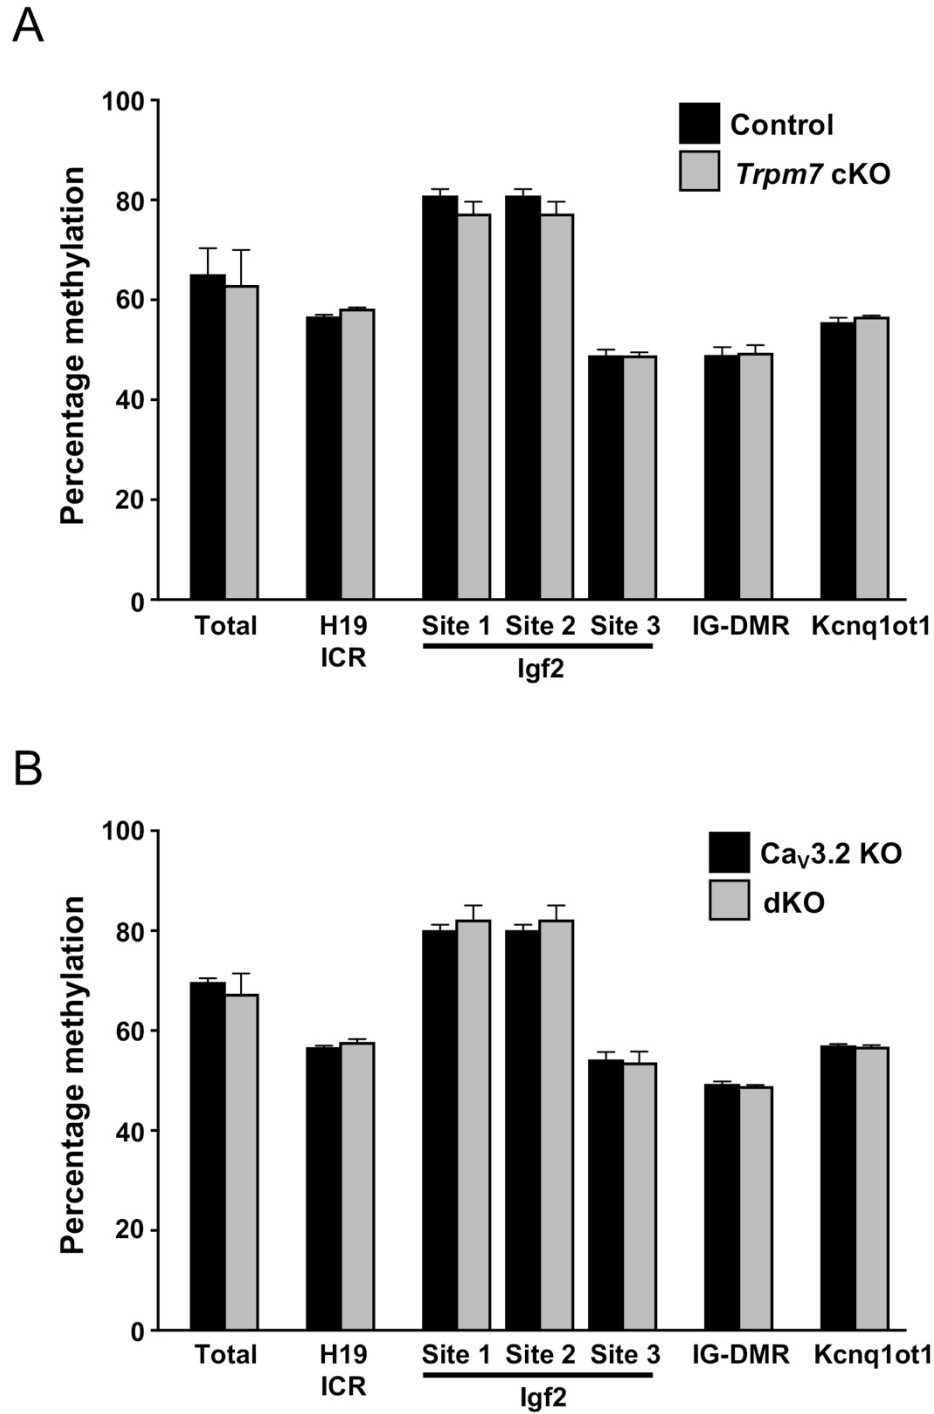 A
Percentage methylation
100
80
60
40
20
0
Control
Trpm7 cKO
Total H19 Site 1 Site 2 Site 3 IG-DMR Kcnq1ot1
ICR
Igf2
B
Percentage methylation
100
80
60
40
20
0
CaV3.2 KO
dKO
Total H19 Site 1 Site 2 Site 3 IG-DMR Kcnq1ot1
ICR
Igf2